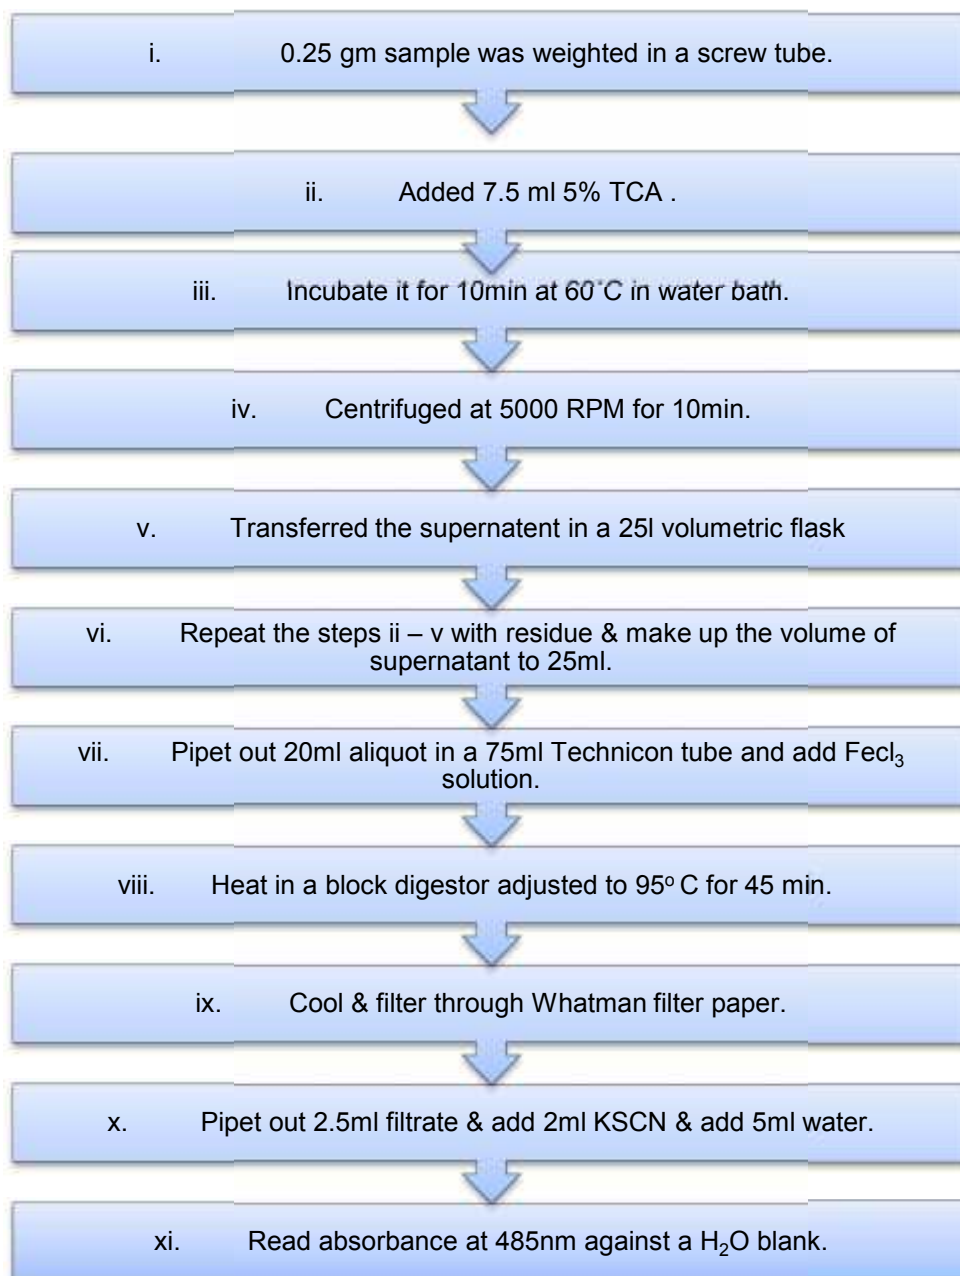 i. 0.25 gm sample was weighted in a screw tube.
ii. Added 7.5 ml 5% TCA .
iii. Incubate it for 10min at 60°C in water bath.
iv. Centrifuged at 5000 RPM for 10min.
v. Transferred the supernatent in a 25l volumetric flask
vi. Repeat the steps ii – v with residue & make up the volume of
supernatant to 25ml.
vii. Pipet out 20ml aliquot in a 75ml Technicon tube and add Fecl₃
solution.
viii. Heat in a block digestor adjusted to 95º C for 45 min.
ix. Cool & filter through Whatman filter paper.
x. Pipet out 2.5ml filtrate & add 2ml KSCN & add 5ml water.
xi. Read absorbance at 485nm against a H₂O blank.